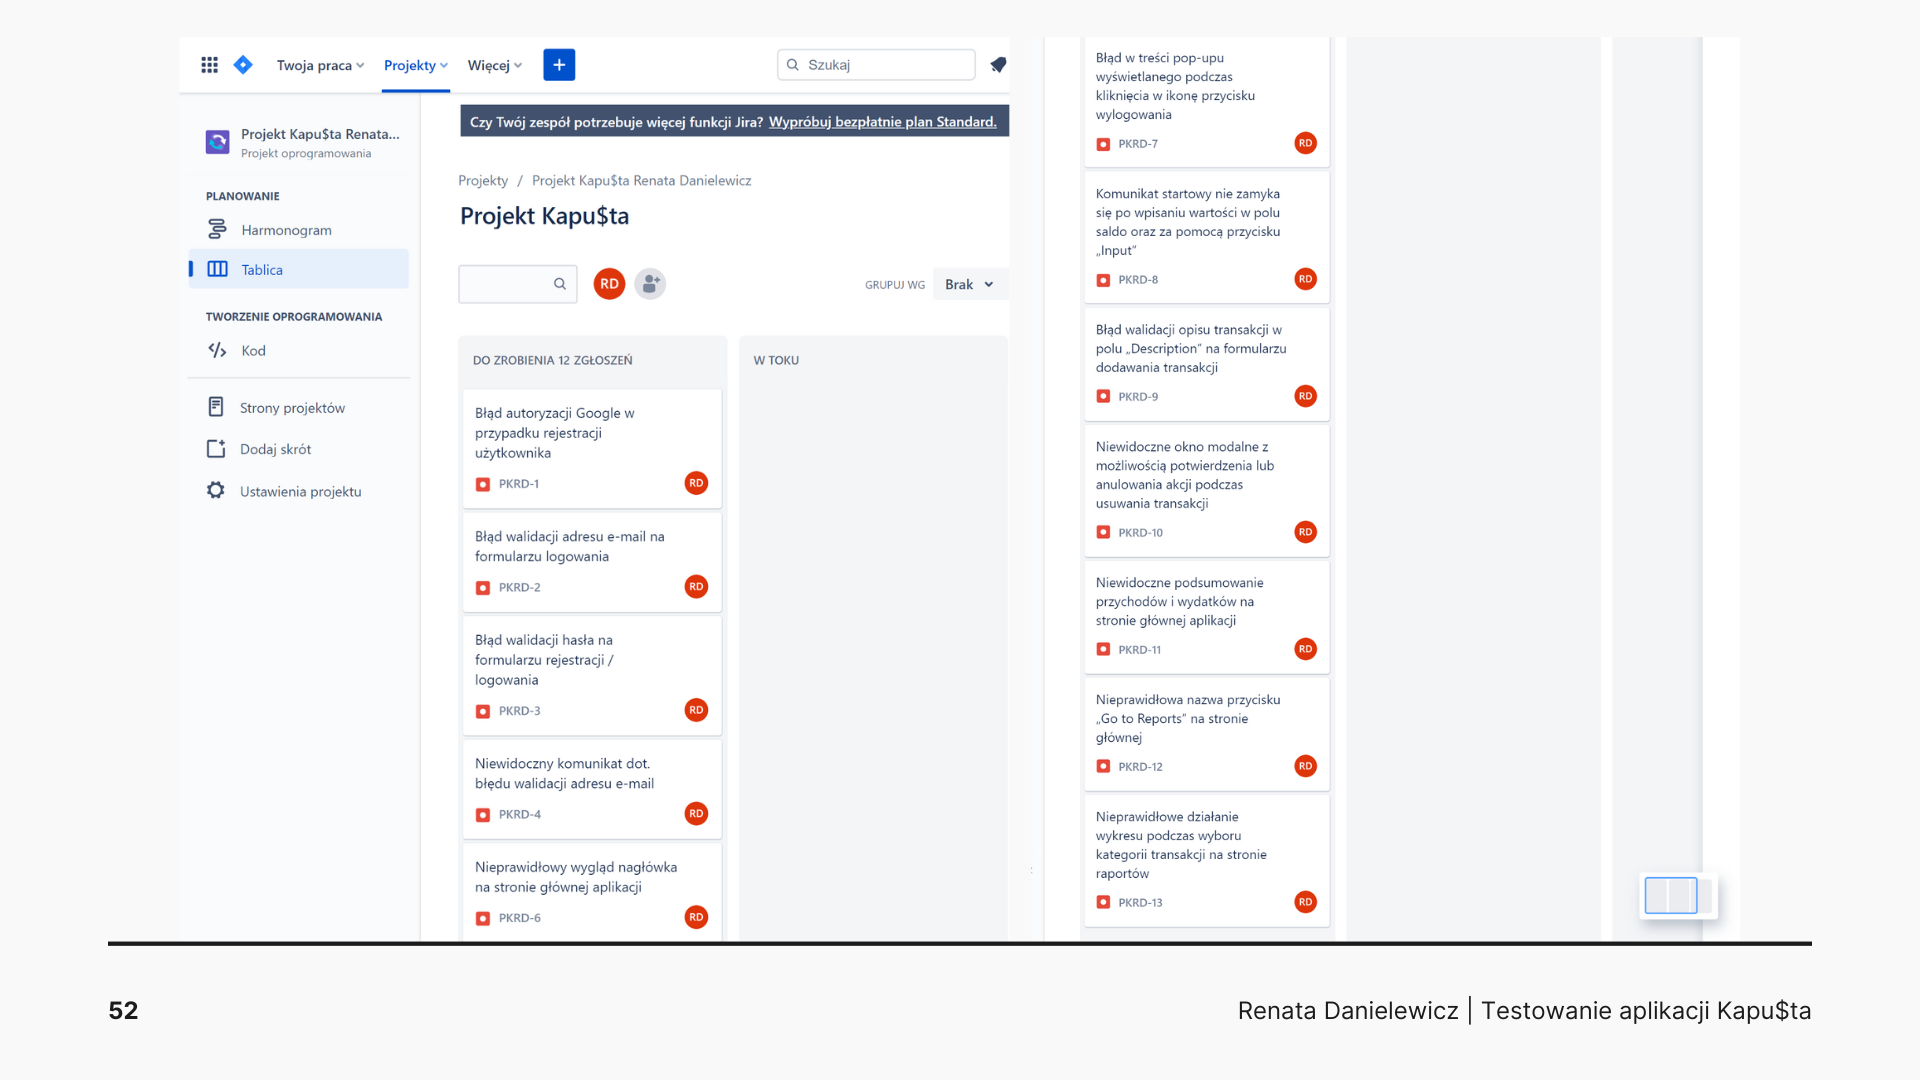 Twoja praca
Projekty
Więcej
Szukaj
Projekt Kapu$ta Renata...
Projekt oprogramowania
PLANOWANIE
Harmonogram
Tablica
TWORZENIE OPROGRAMOWANIA
Kod
Strony projektów
Dodaj skrót
Ustawienia projektu
Czy Twój zespół potrzebuje więcej funkcji Jira? Wypróbuj bezpłatnie plan Standard.
Projekty / Projekt Kapu$ta Renata Danielewicz
Projekt Kapu$ta
RD
GRUPUJ WG
Brak
DO ZROBIENIA 12 ZGŁOSZEŃ
Błąd autoryzacji Google w
przypadku rejestracji
użytkownika
PKRD-1
RD
Błąd walidacji adresu e-mail na
formularzu logowania
PKRD-2
RD
Błąd walidacji hasła na
formularzu rejestracji /
logowania
PKRD-3
RD
Niewidoczny komunikat dot.
błędu walidacji adresu e-mail
PKRD-4
RD
Nieprawidłowy wygląd nagłówka
na stronie głównej aplikacji
PKRD-6
RD
W TOKU
Błąd w treści pop-upu
wyświetlanego podczas
kliknięcia w ikonę przycisku
wylogowania
PKRD-7
RD
Komunikat startowy nie zamyka
się po wpisaniu wartości w polu
saldo oraz za pomocą przycisku
„Input”
PKRD-8
RD
Błąd walidacji opisu transakcji w
polu „Description” na formularzu
dodawania transakcji
PKRD-9
RD
Niewidoczne okno modalne z
możliwością potwierdzenia lub
anulowania akcji podczas
usuwania transakcji
PKRD-10
RD
Niewidoczne podsumowanie
przychodów i wydatków na
stronie głównej aplikacji
PKRD-11
RD
Nieprawidłowa nazwa przycisku
„Go to Reports” na stronie
głównej
PKRD-12
RD
Nieprawidłowe działanie
wykresu podczas wyboru
kategorii transakcji na stronie
raportów
PKRD-13
RD
52
Renata Danielewicz | Testowanie aplikacji Kapu$ta